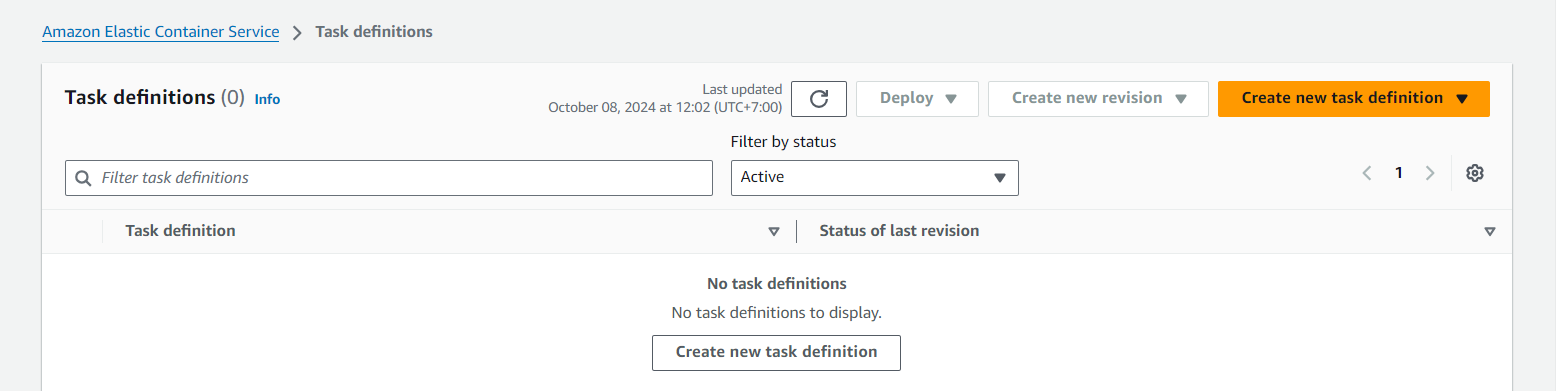 Amazon Elastic Container Service > Task definitions
Task definitions (0) Info
Last updated
October 08, 2024 at 12:02 (UTC+7:00)
Deploy
Create new revision
Create new task definition
Filter by status
Filter task definitions
Active
1
Task definition
Status of last revision
No task definitions
No task definitions to display.
Create new task definition